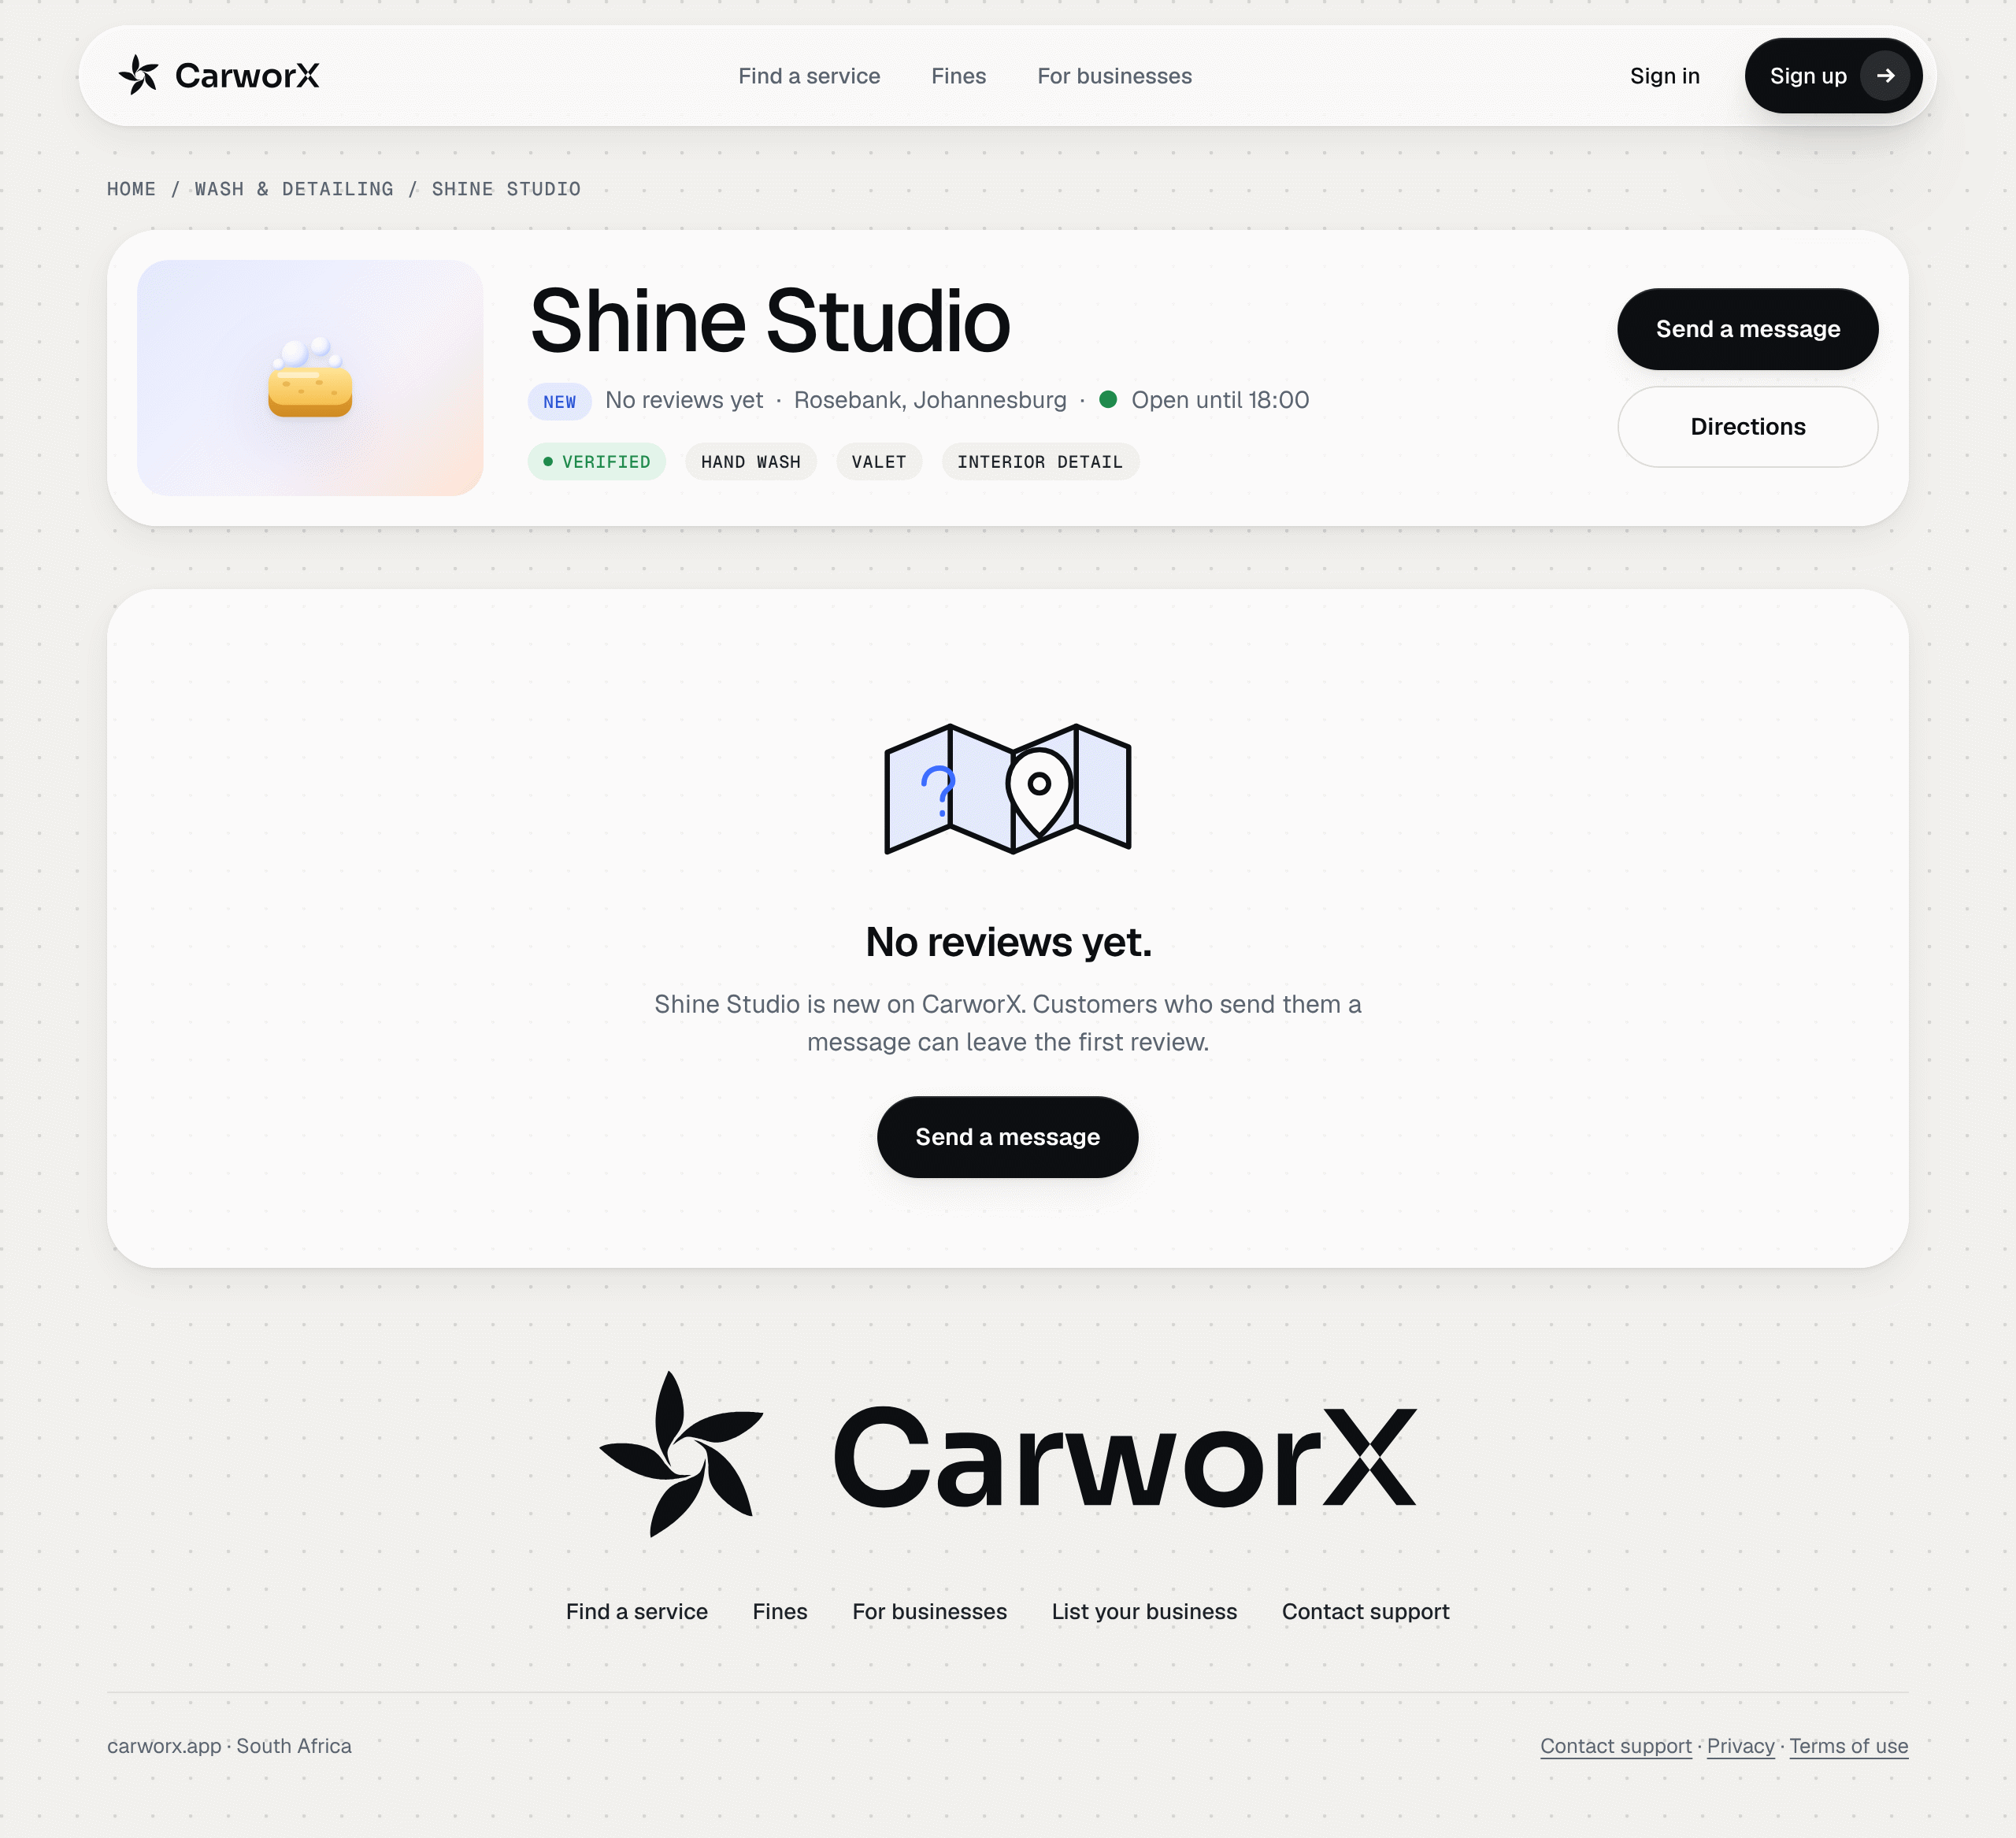 CarworX
Find a service
Fines
For businesses
Sign in
Sign up
HOME / WASH & DETAILING / SHINE STUDIO
Shine Studio
NEW No reviews yet · Rosebank, Johannesburg · Open until 18:00
VERIFIED
HAND WASH
VALET
INTERIOR DETAIL
Send a message
Directions
?
No reviews yet.
Shine Studio is new on CarworX. Customers who send them a
message can leave the first review.
Send a message
CarworX
Find a service
Fines
For businesses
List your business
Contact support
carworx.app · South Africa
Contact support · Privacy · Terms of use